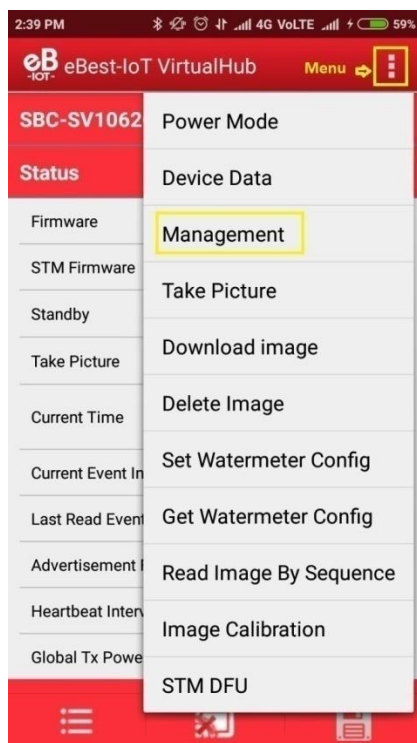 2:39 PM 4G VoLTE 59%
eB -IOT- eBest-IoT VirtualHub Menu
SBC-SV1062
Power Mode
Status
Device Data
Firmware
Management
STM Firmware
Take Picture
Standby
Download image
Take Picture
Delete Image
Current Time
Set Watermeter Config
Current Event In
Get Watermeter Config
Last Read Event
Read Image By Sequence
Advertisement
Heartbeat Interv
Image Calibration
Global Tx Powe
STM DFU